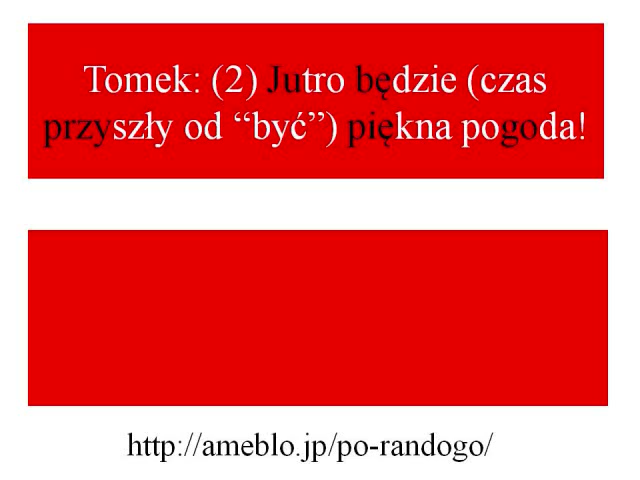 Tomek: (2) Jutro będzie (czas
przyszły od “być”) piękna pogoda!
http://ameblo.jp/po-randogo/